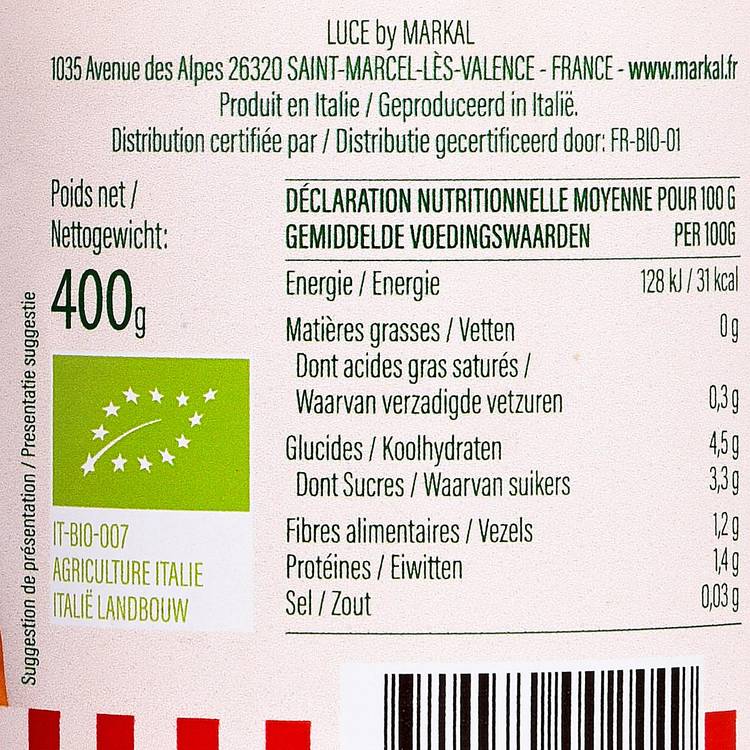 LUCE by MARKAL
1035 Avenue des Alpes 26320 SAINT-MARCEL-LÈS-VALENCE - FRANCE - www.markal.fr
Produit en Italie / Geproduceerd in Italië.
Distribution certifiée par / Distributie gecertificeerd door: FR-BIO-01
Poids net /
Nettogewicht:
400g
IT-BIO-007
AGRICULTURE ITALIE
ITALIË LANDBOUW
Suggestion de présentation / Presentatie suggestie
DÉCLARATION NUTRITIONNELLE MOYENNE POUR 100 G
GEMIDDELDE VOEDINGSWAARDEN PER 100G
Energie / Energie 128 kJ / 31 kcal
Matières grasses / Vetten 0 g
Dont acides gras saturés /
Waarvan verzadigde vetzuren 0,3 g
Glucides / Koolhydraten 4,5 g
Dont Sucres / Waarvan suikers 3,3 g
Fibres alimentaires / Vezels 1,2 g
Protéines / Eiwitten 1,4 g
Sel / Zout 0,03 g